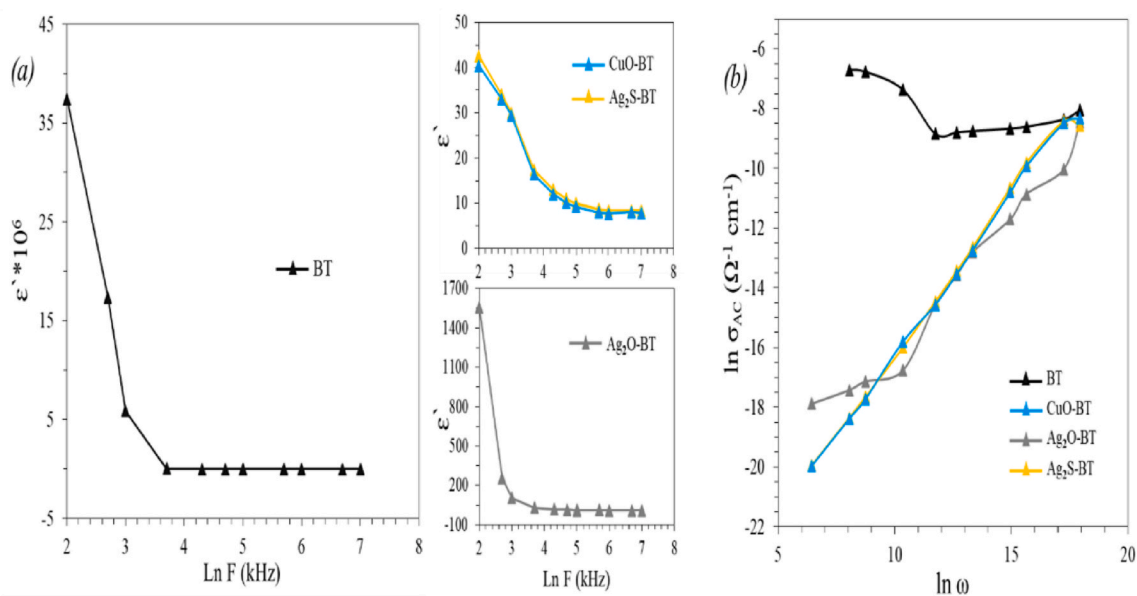 (a)
45
35
25
15
5
-5
ε`*10⁶
BT
2 3 4 5 6 7 8
Ln F (kHz)
50
40
30
20
10
0
ε`
CuO-BT
Ag₂S-BT
2 3 4 5 6 7 8
1700
1400
1100
800
500
200
-100
ε`
Ag₂O-BT
2 3 4 5 6 7 8
Ln F (kHz)
(b)
-6
-8
-10
-12
-14
-16
-18
-20
-22
ln σAC (Ω⁻¹ cm⁻¹)
BT
CuO-BT
Ag₂O-BT
Ag₂S-BT
5 10 15 20
ln ω